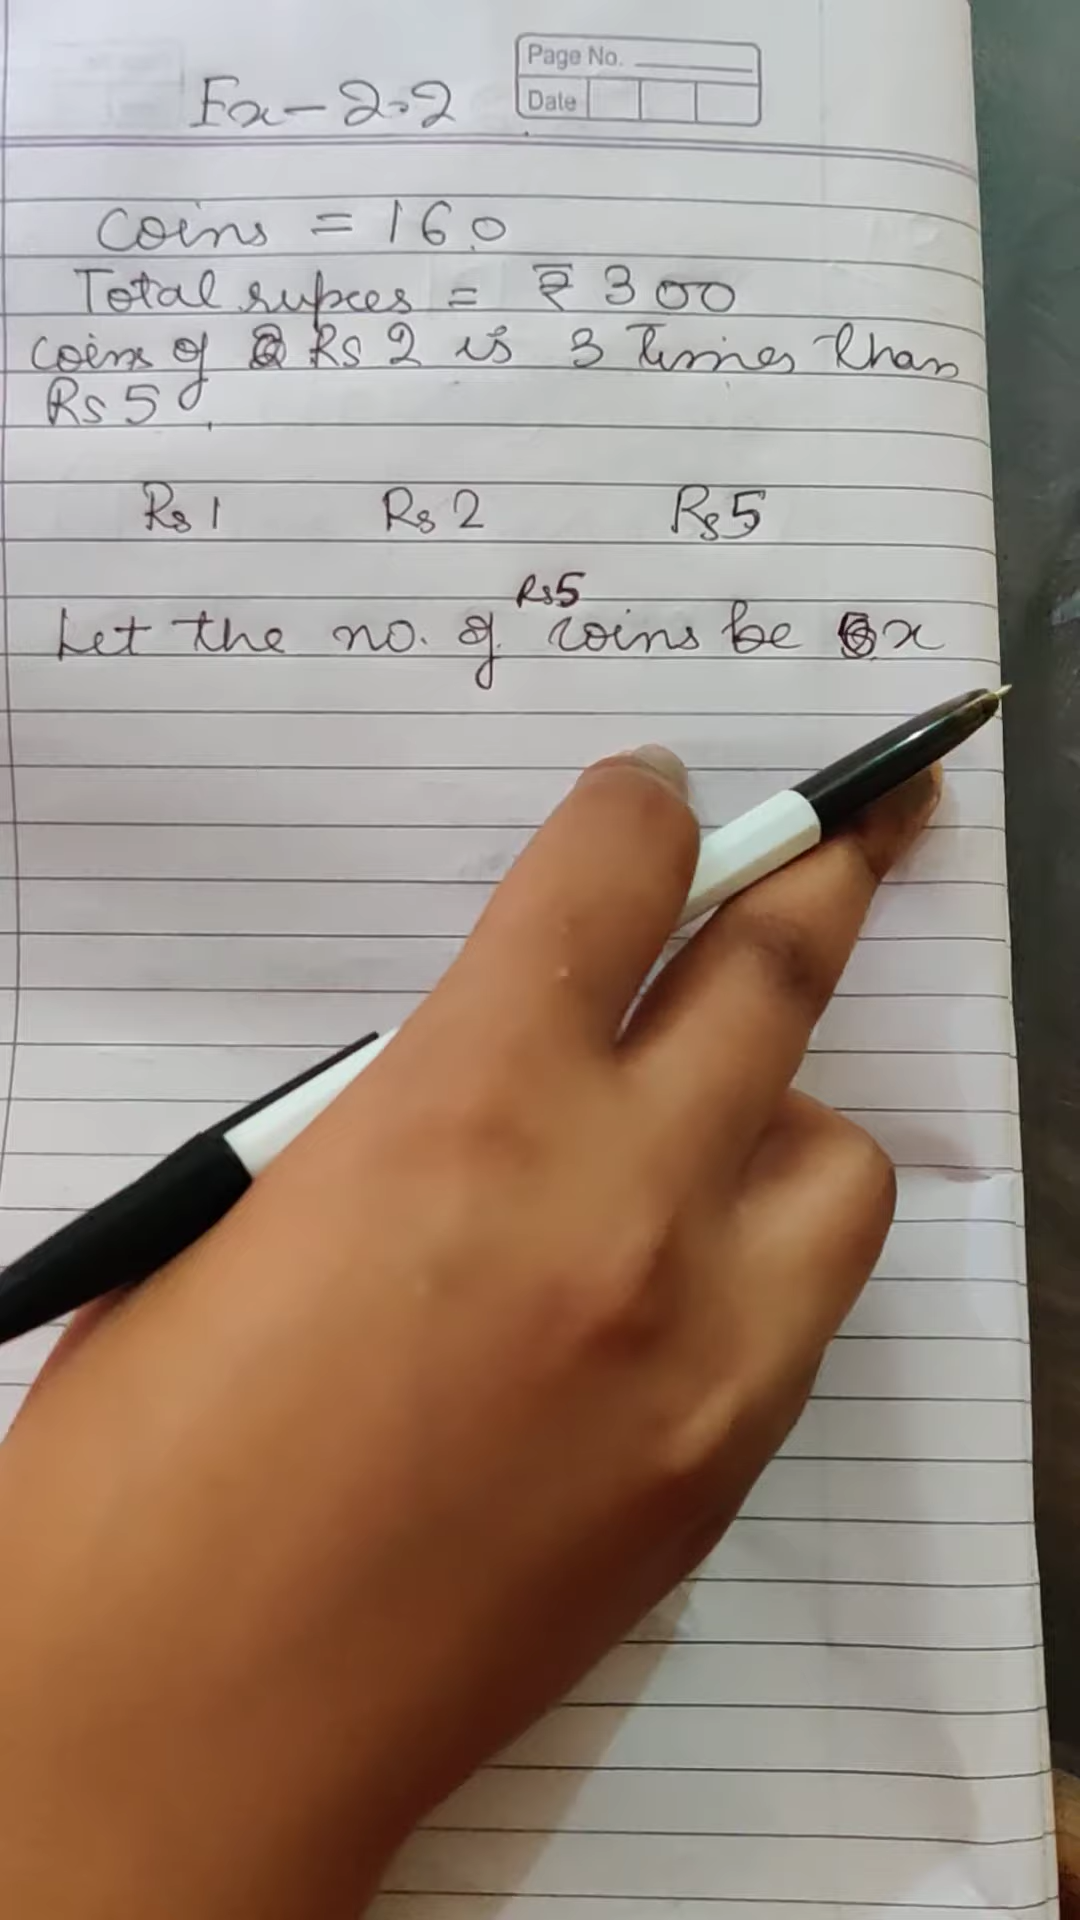 Ex-2.2
Page No.
Date
Coins = 160
Total rupees = ₹300
coins of Rs 2 is 3 times than
Rs 5.
Rs 1 Rs 2 Rs 5
Let the no. of Rs5 coins be x